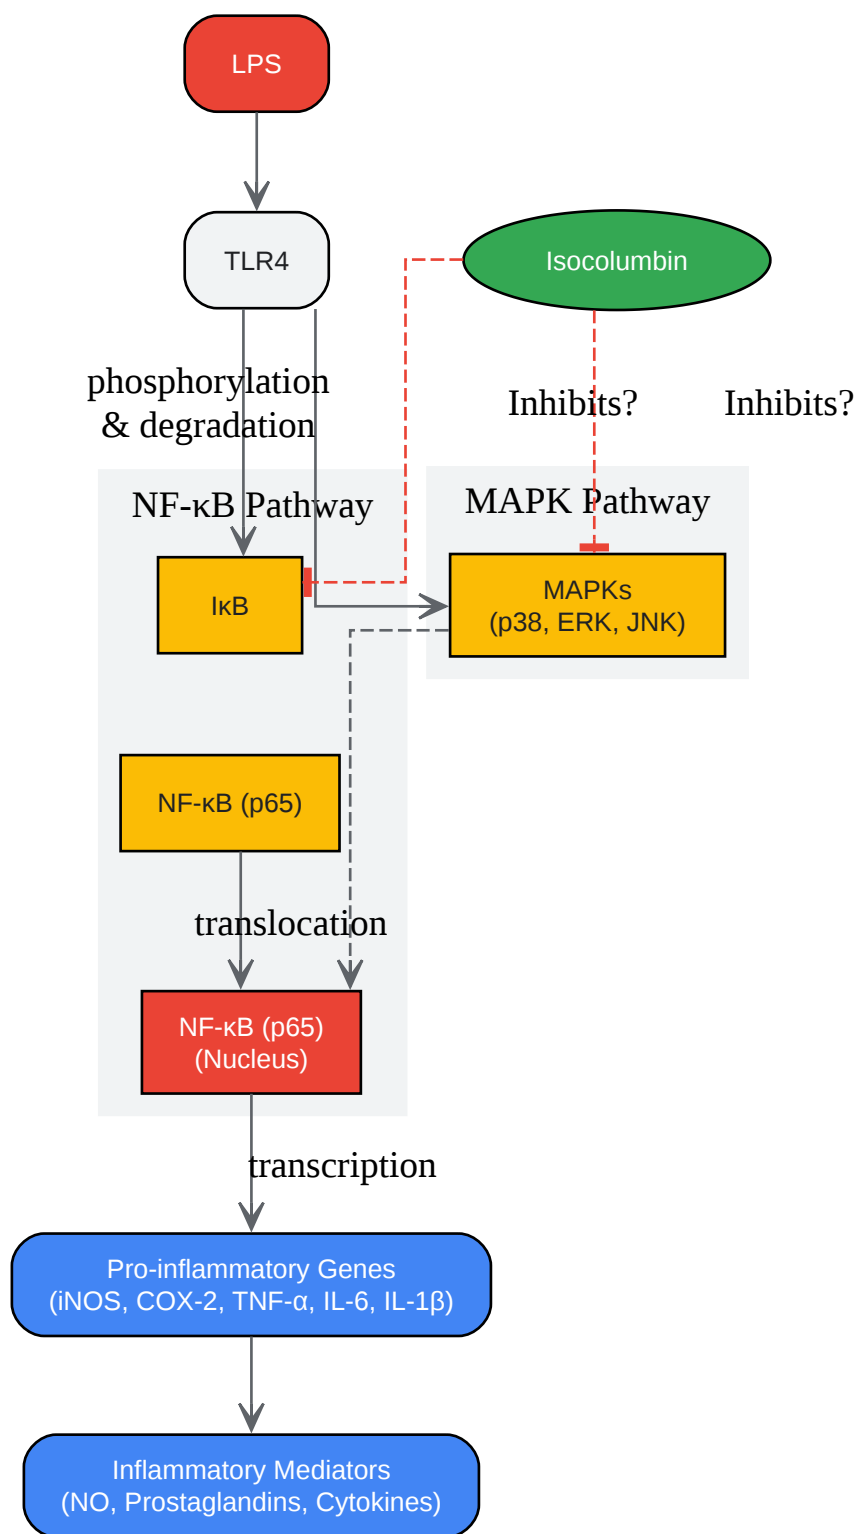 LPS
TLR4
Isocolumbin
phosphorylation
& degradation
Inhibits?
Inhibits?
NF-κB Pathway
MAPK Pathway
IκB
MAPKs
(p38, ERK, JNK)
NF-κB (p65)
translocation
NF-κB (p65)
(Nucleus)
transcription
Pro-inflammatory Genes
(iNOS, COX-2, TNF-α, IL-6, IL-1β)
Inflammatory Mediators
(NO, Prostaglandins, Cytokines)